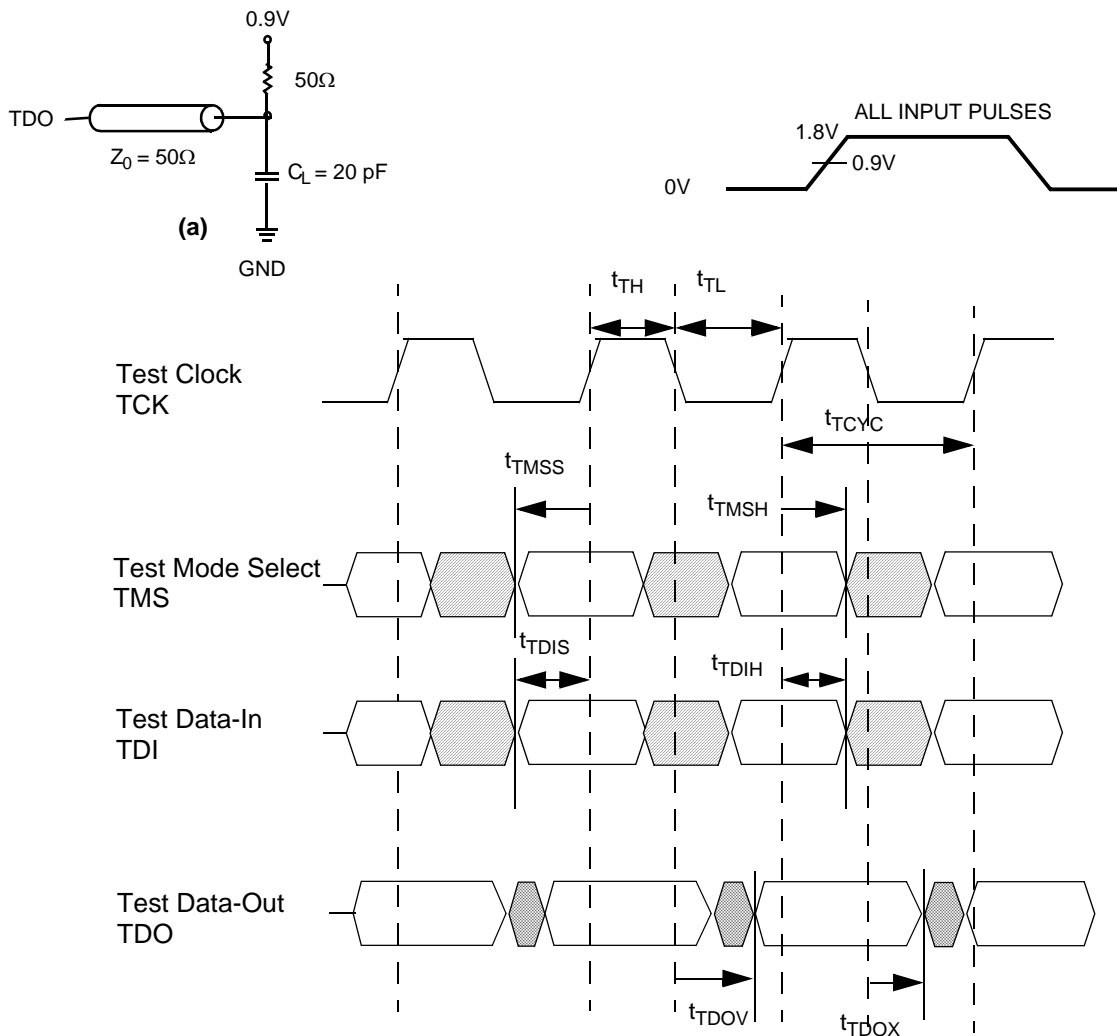 0.9V
50Ω
TDO
Z0 = 50Ω
CL = 20 pF
(a)
GND
ALL INPUT PULSES
1.8V
0.9V
0V
tTH
tTL
Test Clock
TCK
tTCYC
tTMSS
tTMSH
Test Mode Select
TMS
tTDIS
tTDIH
Test Data-In
TDI
Test Data-Out
TDO
tTDOV
tTDOX